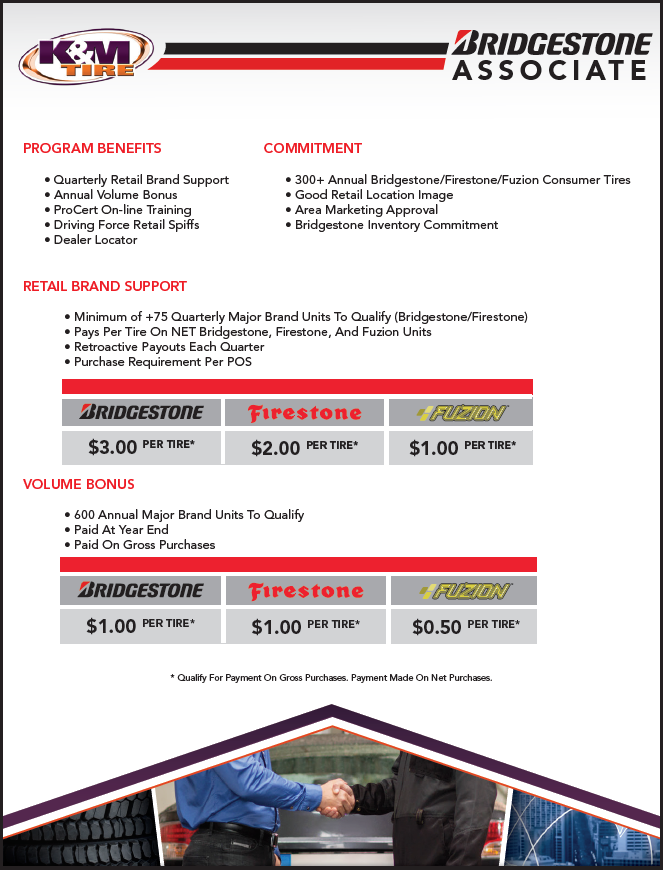 K&M
TIRE
BRIDGESTONE
ASSOCIATE
PROGRAM BENEFITS
• Quarterly Retail Brand Support
• Annual Volume Bonus
• ProCert On-line Training
• Driving Force Retail Spiffs
• Dealer Locator
COMMITMENT
• 300+ Annual Bridgestone/Firestone/Fuzion Consumer Tires
• Good Retail Location Image
• Area Marketing Approval
• Bridgestone Inventory Commitment
RETAIL BRAND SUPPORT
• Minimum of +75 Quarterly Major Brand Units To Qualify (Bridgestone/Firestone)
• Pays Per Tire On NET Bridgestone, Firestone, And Fuzion Units
• Retroactive Payouts Each Quarter
• Purchase Requirement Per POS
BRIDGESTONE Firestone FUZION
$3.00 PER TIRE* $2.00 PER TIRE* $1.00 PER TIRE*
VOLUME BONUS
• 600 Annual Major Brand Units To Qualify
• Paid At Year End
• Paid On Gross Purchases
BRIDGESTONE Firestone FUZION
$1.00 PER TIRE* $1.00 PER TIRE* $0.50 PER TIRE*
* Qualify For Payment On Gross Purchases. Payment Made On Net Purchases.